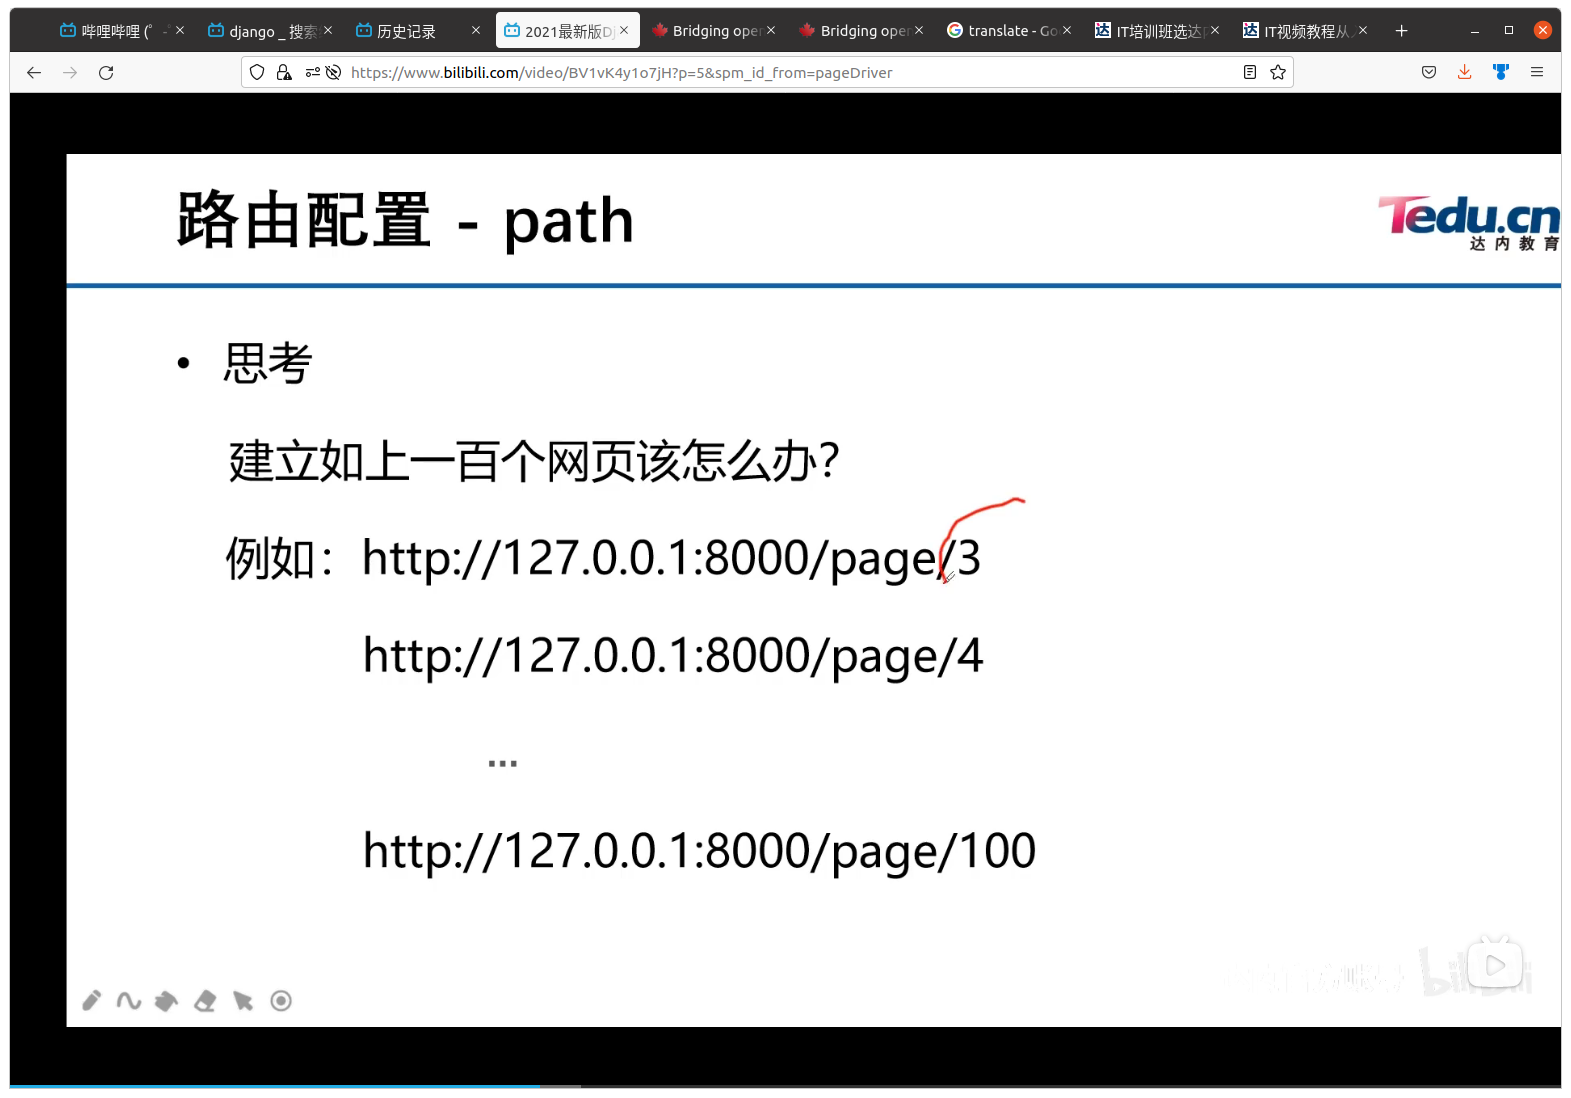 哔哩哔哩 (゜-゜
django _ 搜索
历史记录
2021最新版Dj
Bridging oper
Bridging oper
translate - Go
IT培训班选达内
IT视频教程从入
https://www.bilibili.com/video/BV1vK4y1o7jH?p=5&spm_id_from=pageDriver
路由配置 - path
Tedu.cn
达内教育
• 思考
建立如上一百个网页该怎么办？
例如：http://127.0.0.1:8000/page/3
http://127.0.0.1:8000/page/4
...
http://127.0.0.1:8000/page/100
bilibili